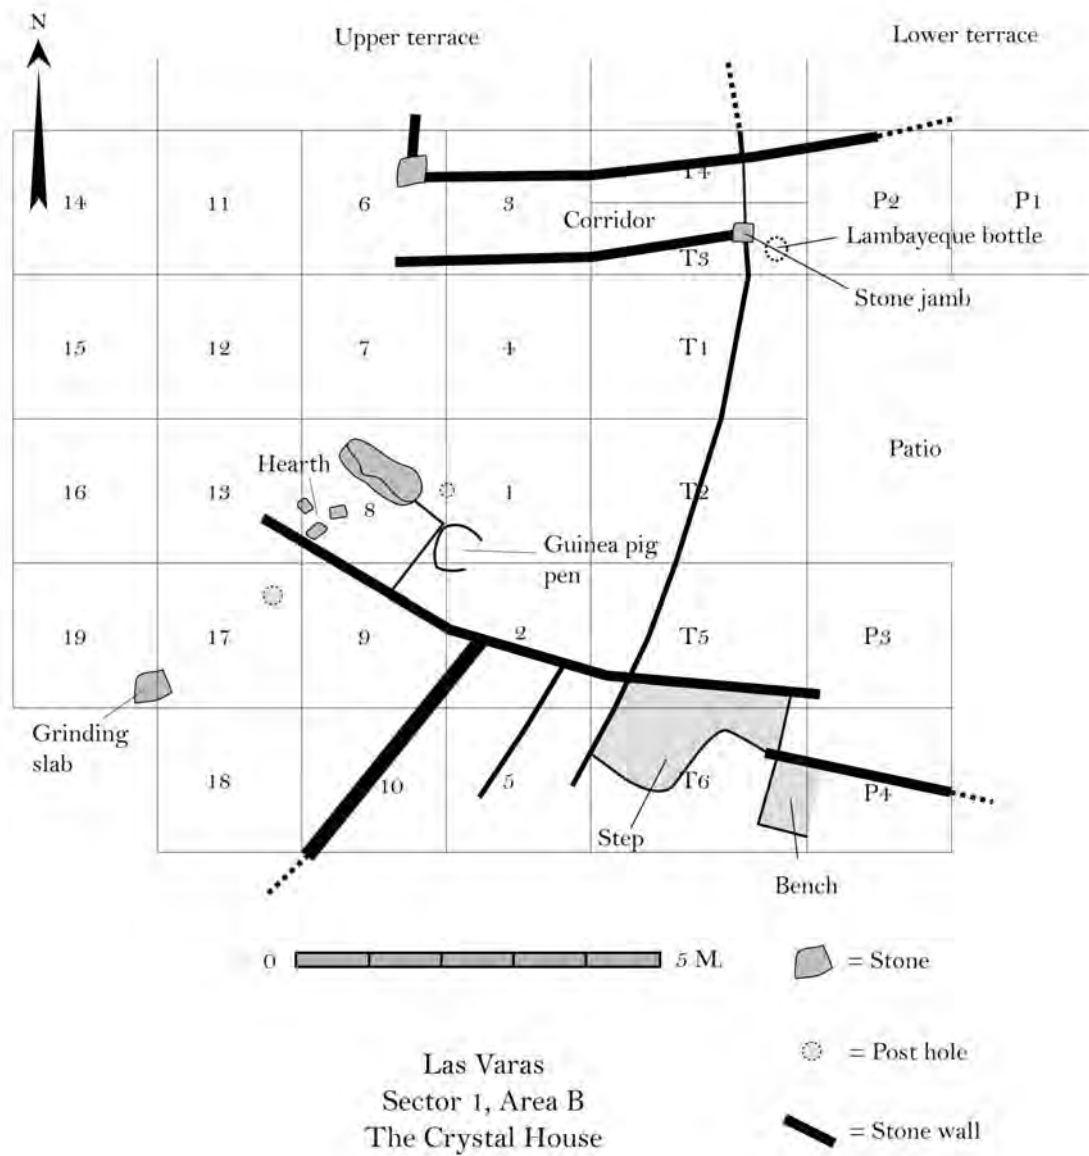 N
Upper terrace
Lower terrace
14
11
6
3
T4
P2
P1
Corridor
Lambayeque bottle
T3
Stone jamb
15
12
7
4
T1
Patio
Hearth
16
13
8
1
T2
Guinea pig
pen
19
17
9
2
T5
P3
Grinding
slab
18
10
5
T6
P4
Step
Bench
0
5 M.
= Stone
= Post hole
= Stone wall
Las Varas
Sector 1, Area B
The Crystal House